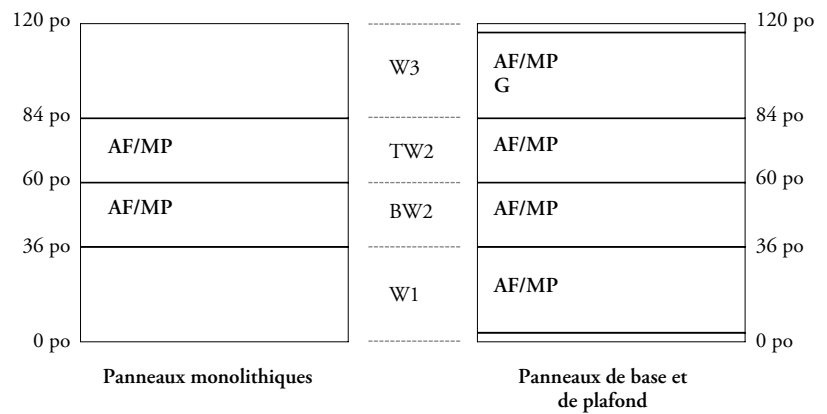 120 po
120 po
W3
AF/MP
G
84 po
84 po
AF/MP
TW2
AF/MP
60 po
60 po
AF/MP
BW2
AF/MP
36 po
36 po
W1
AF/MP
0 po
0 po
Panneaux monolithiques
Panneaux de base et
de plafond